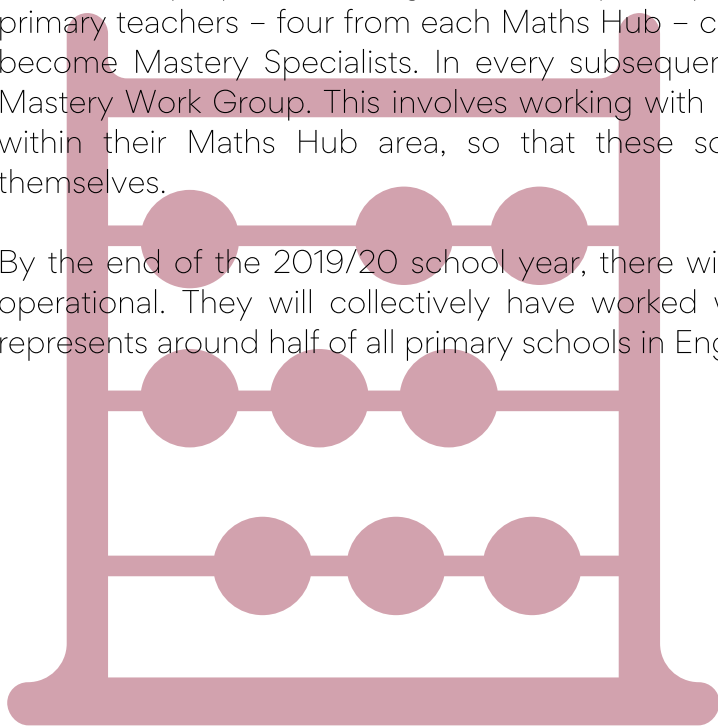 primary teachers – four from each Maths Hub – c
become Mastery Specialists. In every subsequen
Mastery Work Group. This involves working with
within their Maths Hub area, so that these sc
themselves.
By the end of the 2019/20 school year, there wi
operational. They will collectively have worked
represents around half of all primary schools in Eng